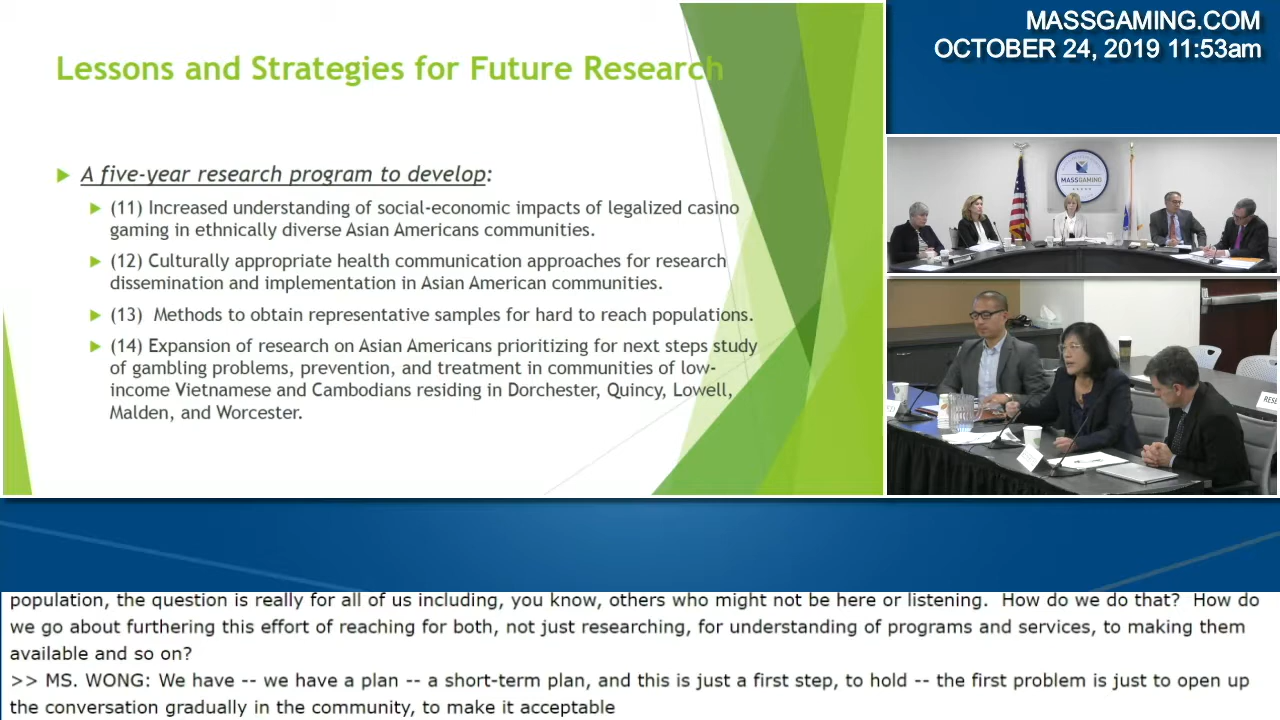 MASSGAMING.COM
OCTOBER 24, 2019 11:53am
Lessons and Strategies for Future Research
A five-year research program to develop:
(11) Increased understanding of social-economic impacts of legalized casino
gaming in ethnically diverse Asian Americans communities.
(12) Culturally appropriate health communication approaches for research
dissemination and implementation in Asian American communities.
(13) Methods to obtain representative samples for hard to reach populations.
(14) Expansion of research on Asian Americans prioritizing for next steps study
of gambling problems, prevention, and treatment in communities of low-
income Vietnamese and Cambodians residing in Dorchester, Quincy, Lowell,
Malden, and Worcester.
MASSGAMING
population, the question is really for all of us including, you know, others who might not be here or listening.  How do we do that?  How do
we go about furthering this effort of reaching for both, not just researching, for understanding of programs and services, to making them
available and so on?
>> MS. WONG: We have -- we have a plan -- a short-term plan, and this is just a first step, to hold -- the first problem is just to open up
the conversation gradually in the community, to make it acceptable